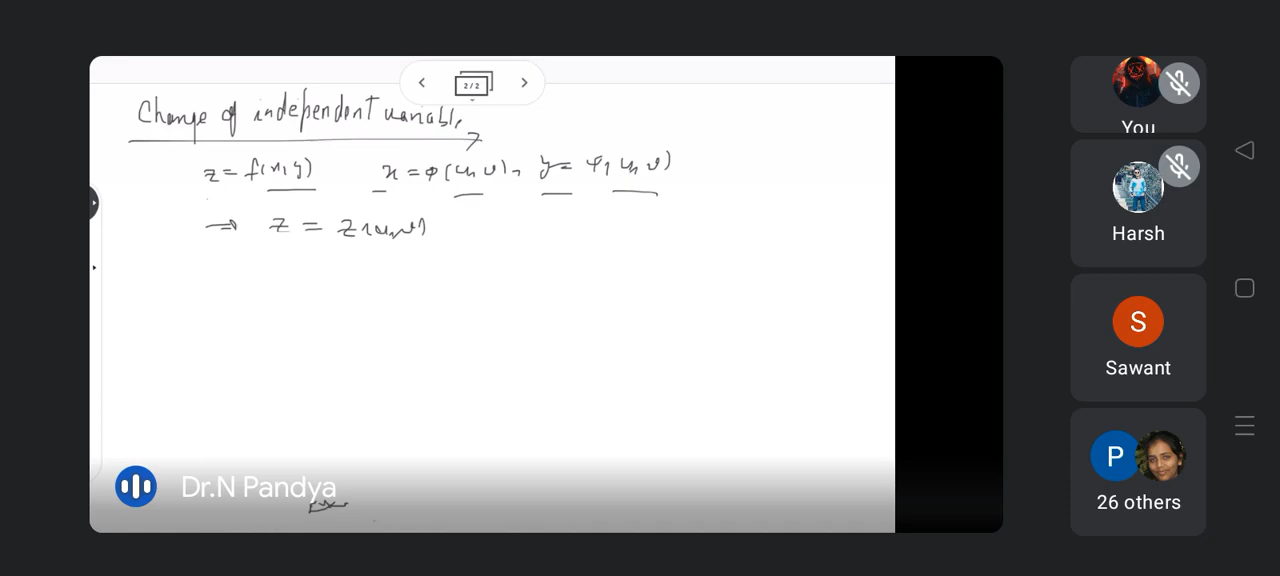 2/2
Change of independent variable
z = f(x, y) x = φ(u, v), y = ψ(u, v)
⇒ z = z(u, v)
Dr.N Pandya
You
Harsh
S
Sawant
P
26 others